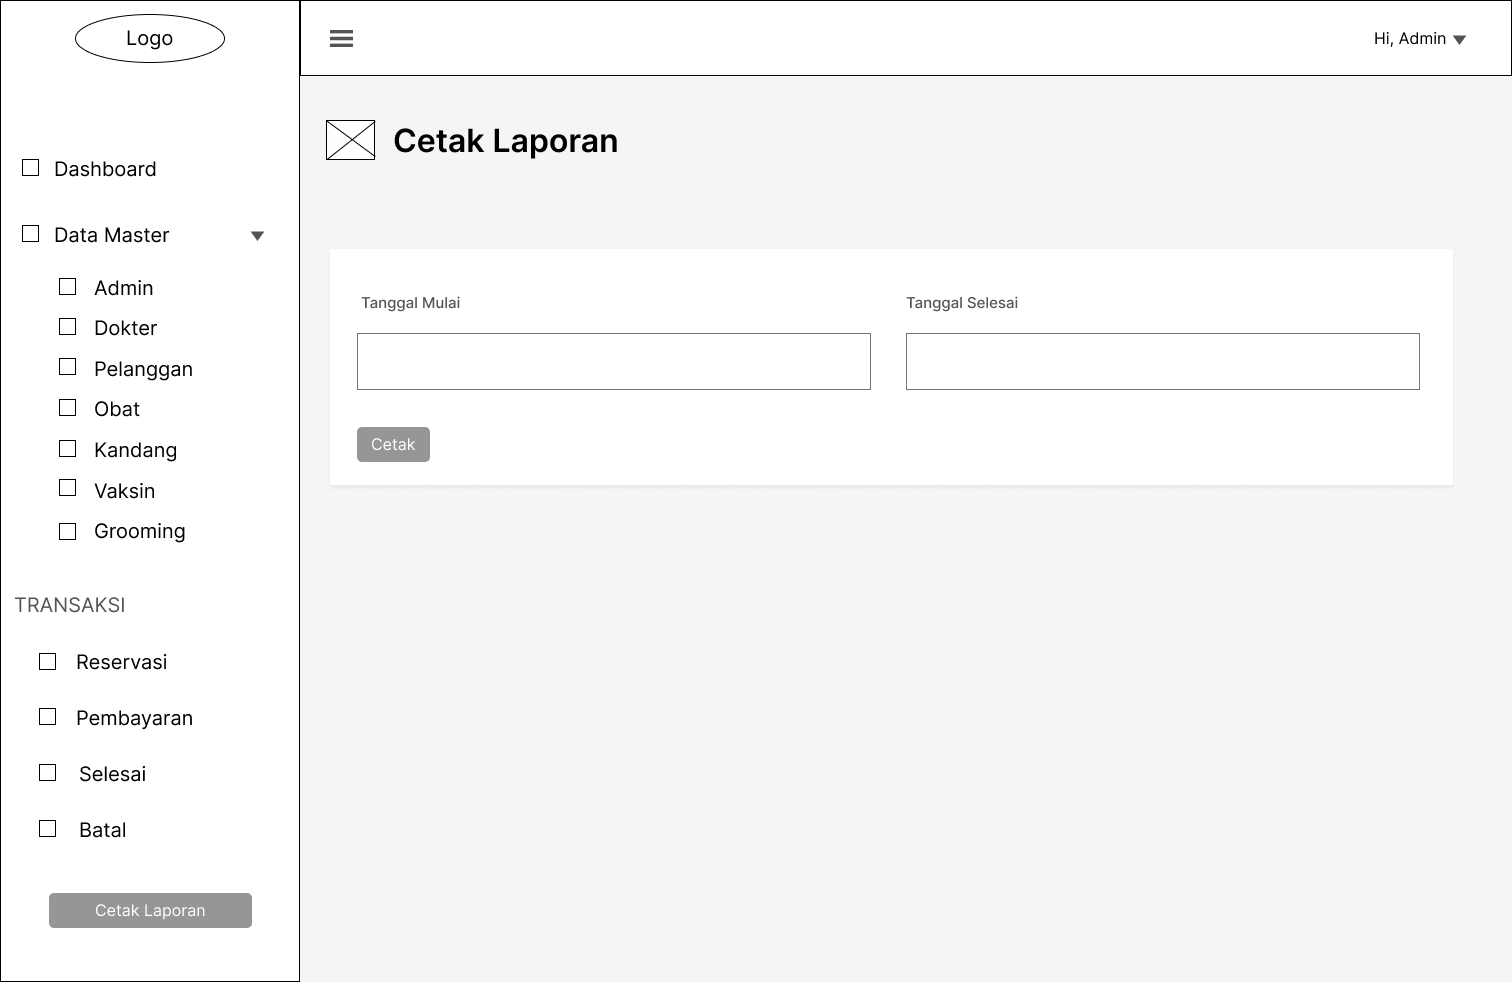 Logo
Hi, Admin
Cetak Laporan
Dashboard
Data Master
Admin
Dokter
Pelanggan
Obat
Kandang
Vaksin
Grooming
TRANSAKSI
Reservasi
Pembayaran
Selesai
Batal
Cetak Laporan
Tanggal Mulai
Tanggal Selesai
Cetak